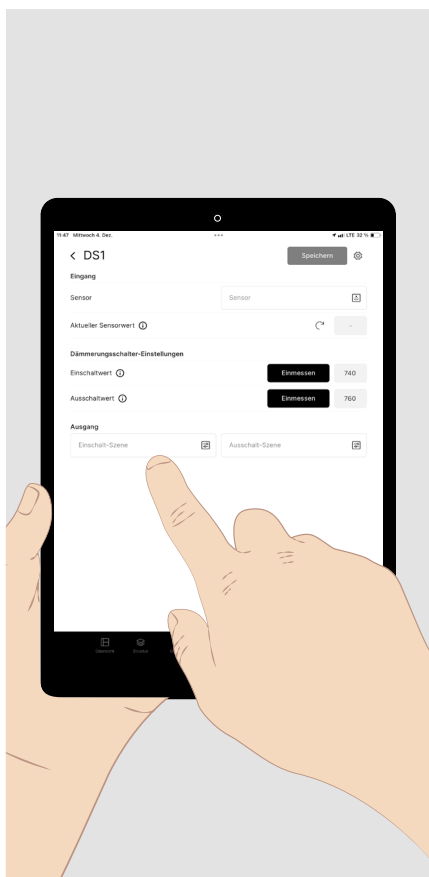 11:47 Mittwoch 4. Dez.
LTE 32 %
DS1
Speichern
Eingang
Sensor
Sensor
Aktueller Sensorwert
-
Dämmerungsschalter-Einstellungen
Einschaltwert
Einmessen
740
Ausschaltwert
Einmessen
760
Ausgang
Einschalt-Szene
Ausschalt-Szene
Übersicht
Struktur